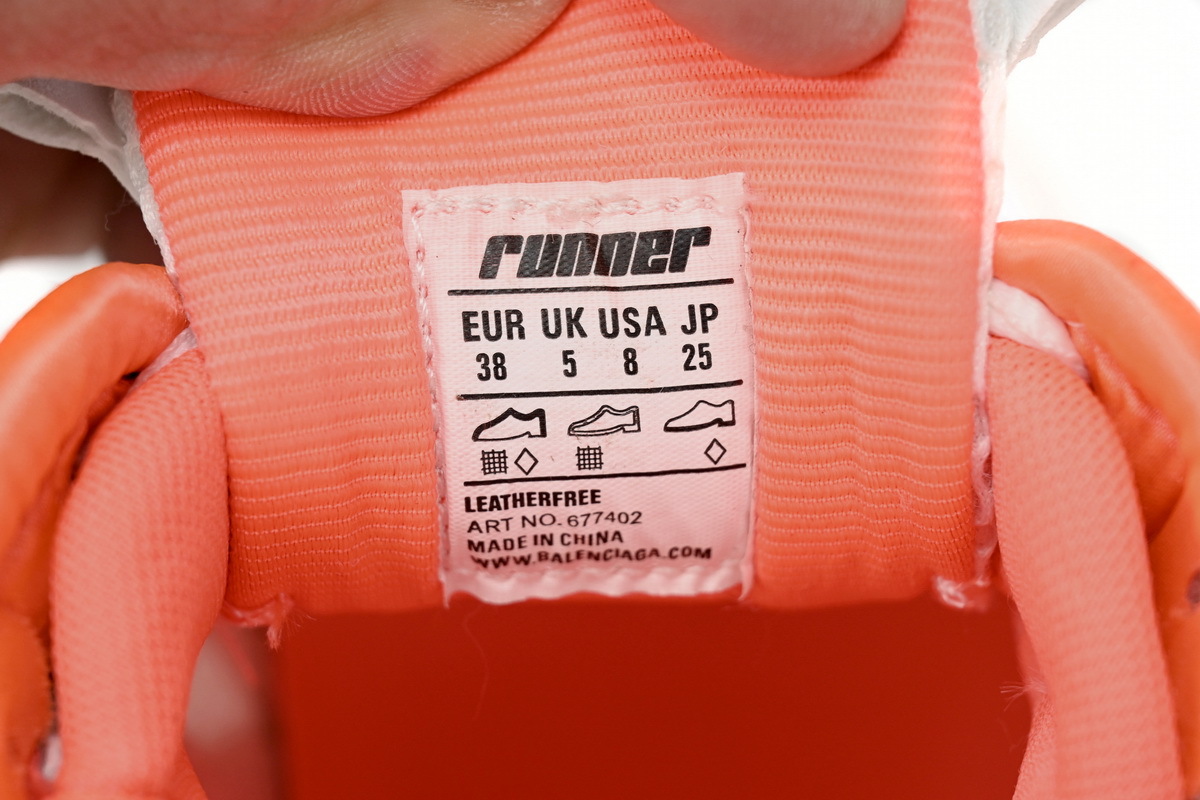 runner
EUR UK USA JP
38 5 8 25
LEATHERFREE
ART NO. 677402
MADE IN CHINA
WWW.BALENCIAGA.COM